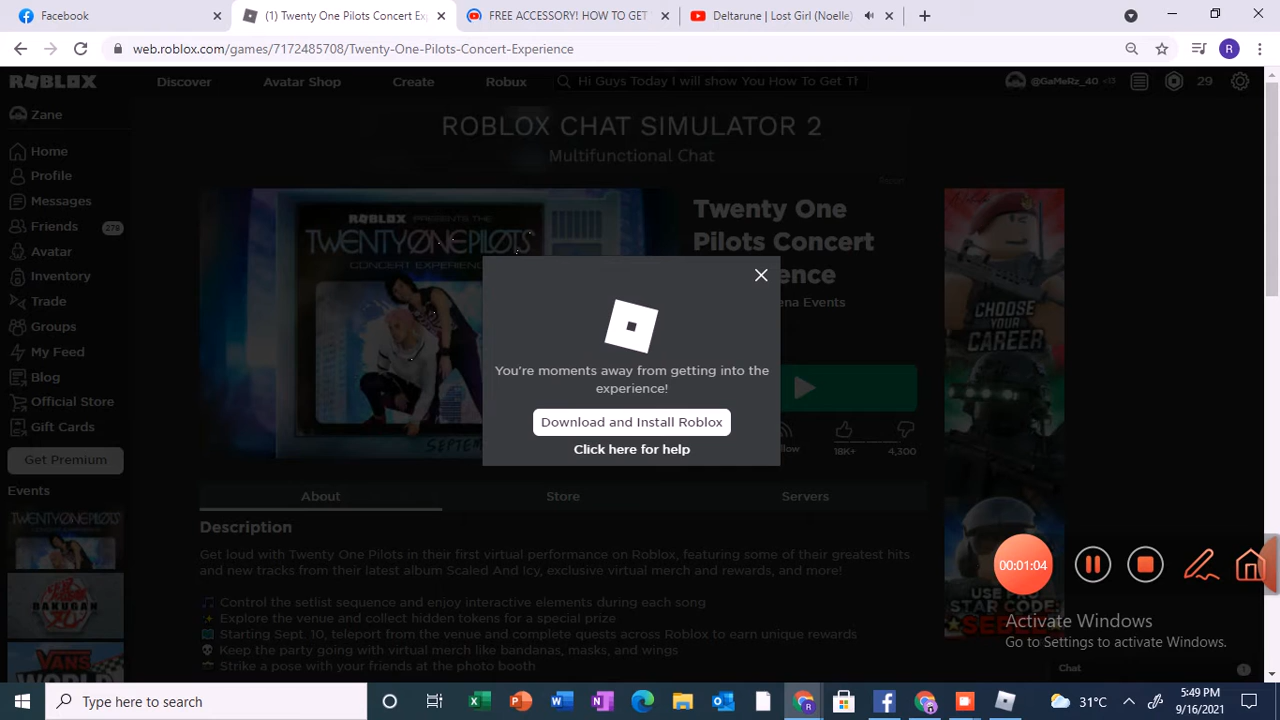 Facebook
(1) Twenty One Pilots Concert Exp
FREE ACCESSORY! HOW TO GET
Deltarune | Lost Girl (Noelle)
web.roblox.com/games/7172485708/Twenty-One-Pilots-Concert-Experience
R
ROBLOX
Discover
Avatar Shop
Create
Robux
Hi Guys Today I will show You How To Get Th
@GaMeRz_40 <13
29
Zane
Home
Profile
Messages
Friends
278
Avatar
Inventory
Trade
Groups
My Feed
Blog
Official Store
Gift Cards
Get Premium
Events
TWENTY ONE PILOTS
BAKUGAN
VANS
WORLD
ROBLOX CHAT SIMULATOR 2
Multifunctional Chat
ROBLOX PRESENTS THE
TWENTY ONE PILOTS
CONCERT EXPERIENCE
Twenty One
Pilots Concert
ence
ena Events
You're moments away from getting into the
experience!
Download and Install Roblox
Click here for help
llow
18K+
4,300
CHOOSE
YOUR
CAREER
STAR CODE:
About
Store
Servers
Description
Get loud with Twenty One Pilots in their first virtual performance on Roblox, featuring some of their greatest hits
and new tracks from their latest album Scaled And Icy, exclusive virtual merch and rewards, and more!
Control the setlist sequence and enjoy interactive elements during each song
Explore the venue and collect hidden tokens for a special prize
Starting Sept. 10, teleport from the venue and complete quests across Roblox to earn unique rewards
Keep the party going with virtual merch like bandanas, masks, and wings
Strike a pose with your friends at the photo booth
00:01:04
Activate Windows
Go to Settings to activate Windows.
Chat
1
Type here to search
31°C
5:49 PM
9/16/2021